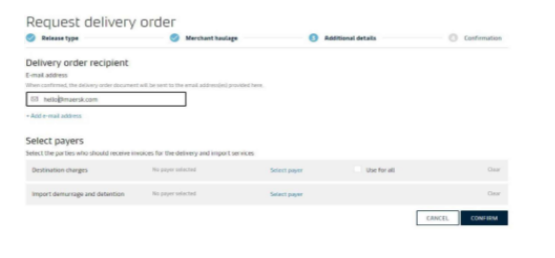 Request delivery order
Release type
Merchant haulage
Additional details
Confirmation
Delivery order recipient
E-mail address
When confirmed, the delivery order document will be sent to the email address(es) provided here.
hello@maersk.com
+ Add e-mail address
Select payers
Select the parties who should receive invoices for the delivery and import services
Destination charges No payer selected Select payer Use for all Clear
Import demurrage and detention No payer selected Select payer Clear
CANCEL CONFIRM